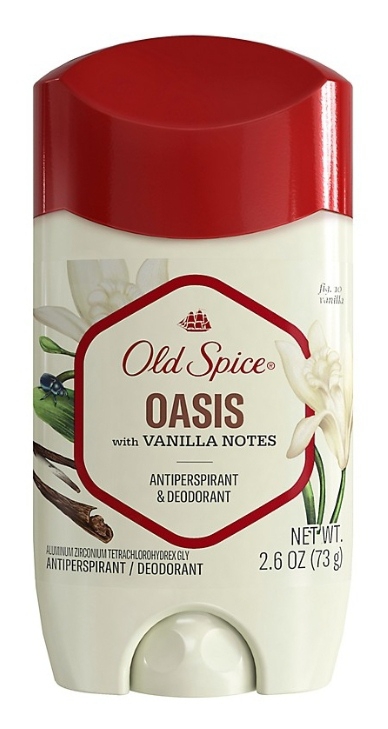 fig. 10
vanilla
Old Spice®
OASIS
with VANILLA NOTES
ANTIPERSPIRANT
& DEODORANT
ALUMINUM ZIRCONIUM TETRACHLOROHYDREX GLY
ANTIPERSPIRANT / DEODORANT
NET WT.
2.6 OZ (73 g)